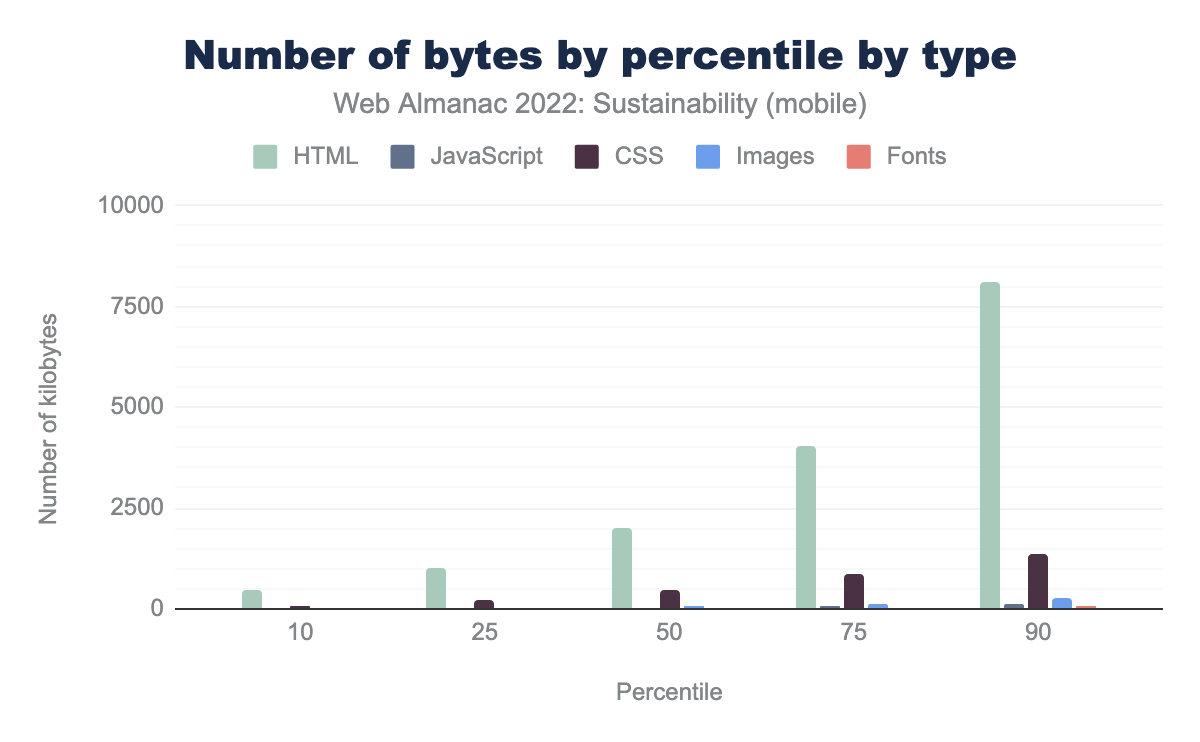 Number of bytes by percentile by type
Web Almanac 2022: Sustainability (mobile)
HTML JavaScript CSS Images Fonts
10000
7500
5000
2500
0
Number of kilobytes
10 25 50 75 90
Percentile